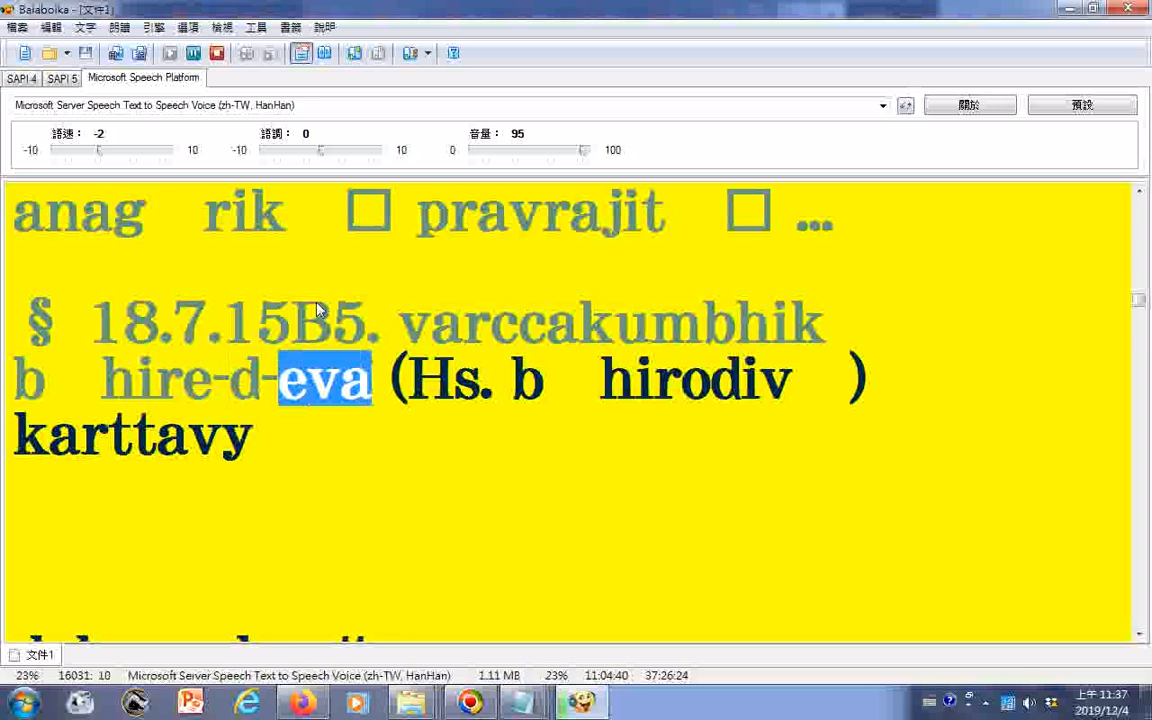 Balabolka - [文件1]
檔案 編輯 文字 朗讀 引擎 選項 檢視 工具 書籤 說明
SAPI 4 SAPI 5 Microsoft Speech Platform
Microsoft Server Speech Text to Speech Voice (zh-TW, HanHan) 關於 預設
語速： -2 語調： 0 音量： 95
-10 10 -10 10 0 100
anag rik □ pravrajit □ ...
§ 18.7.15B5. varccakumbhik
b hire-d-eva (Hs. b hirodiv )
karttavy
文件1
23% 16031: 18 Microsoft Server Speech Text to Speech Voice (zh-TW, HanHan) 1.11 MB 23% 11:04:40 37:26:24
上午 11:37
2019/12/4